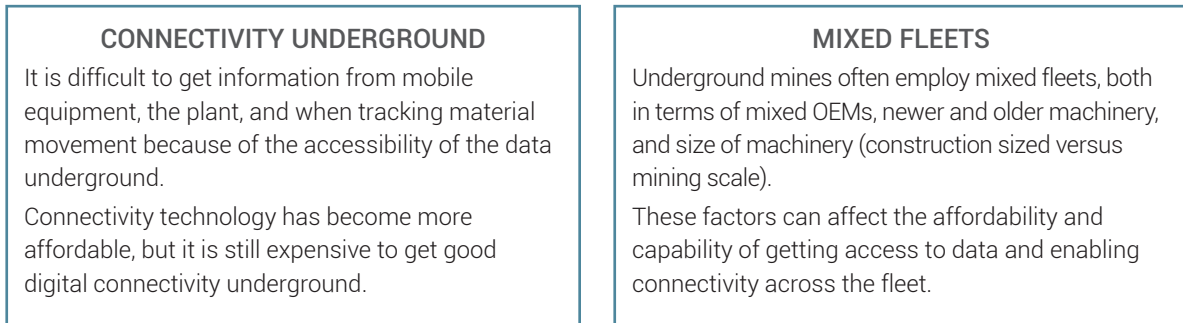 CONNECTIVITY UNDERGROUND
It is difficult to get information from mobile
equipment, the plant, and when tracking material
movement because of the accessibility of the data
underground.
Connectivity technology has become more
affordable, but it is still expensive to get good
digital connectivity underground.
MIXED FLEETS
Underground mines often employ mixed fleets, both
in terms of mixed OEMs, newer and older machinery,
and size of machinery (construction sized versus
mining scale).
These factors can affect the affordability and
capability of getting access to data and enabling
connectivity across the fleet.